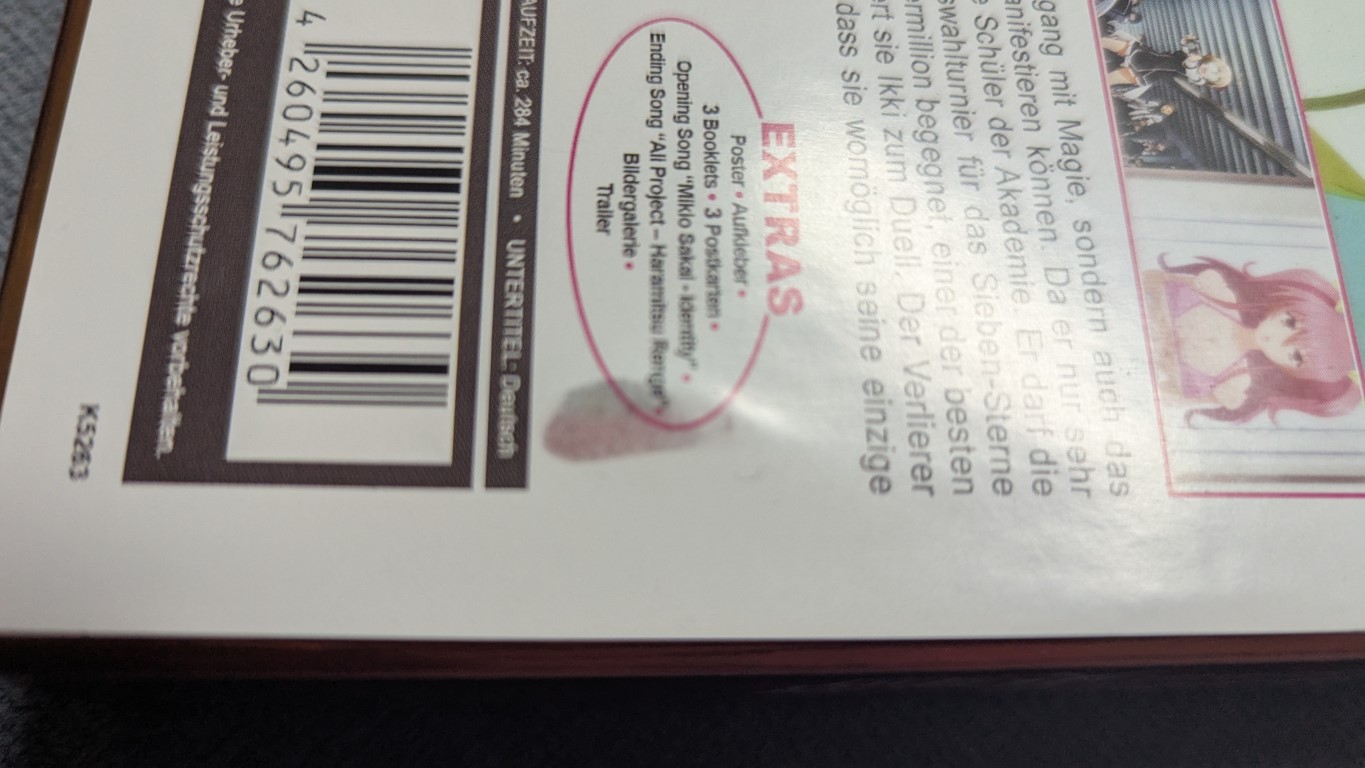 gang mit Magie, sondern auch das
anifestieren können. Da er nur sehr
e Schüler der Akademie. Er darf die
swahlturnier für das Sieben-Sterne
ermillion begegnet, einer der besten
ert sie Ikki zum Duell. Der Verlierer
dass sie womöglich seine einzige
EXTRAS
Poster • Aufkleber •
3 Booklets • 3 Postkarten •
Opening Song "Mikio Sakai - Identity" •
Ending Song "Ali Project – Haramitsu Renge" •
Bildergalerie •
Trailer
AUFZEIT: ca. 284 Minuten • UNTERTITEL: Deutsch
4 260495 762630
e Urheber- und Leistungsschutzrechte vorbehalten.
K5263